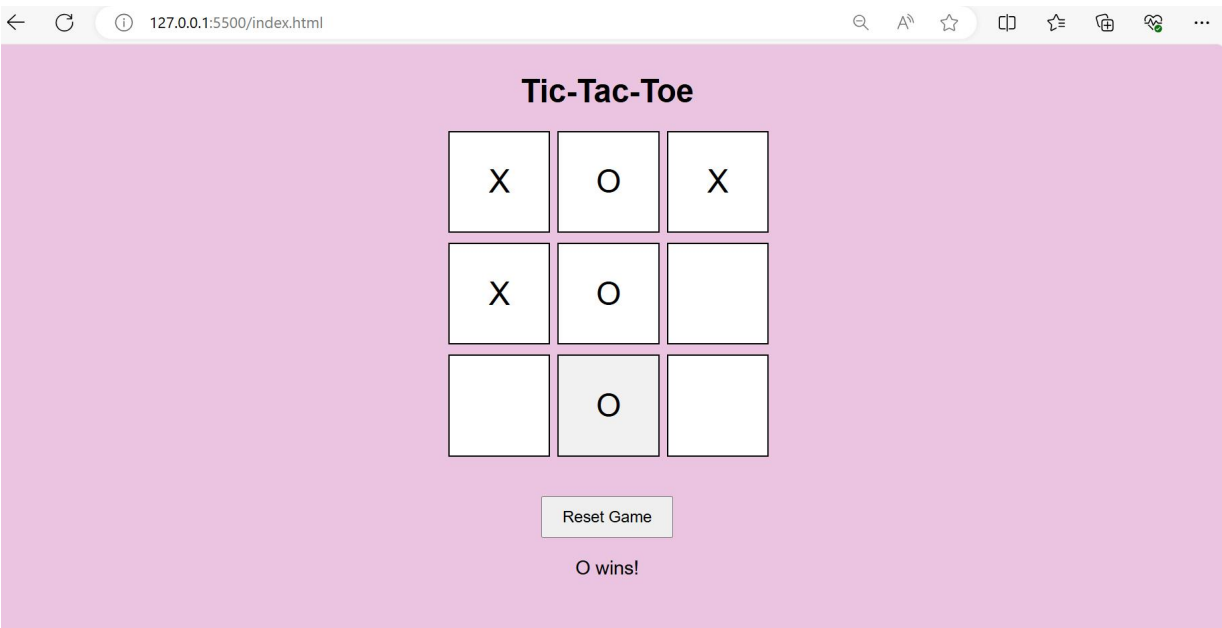 127.0.0.1:5500/index.html
Tic-Tac-Toe
X O X
X O
O
Reset Game
O wins!